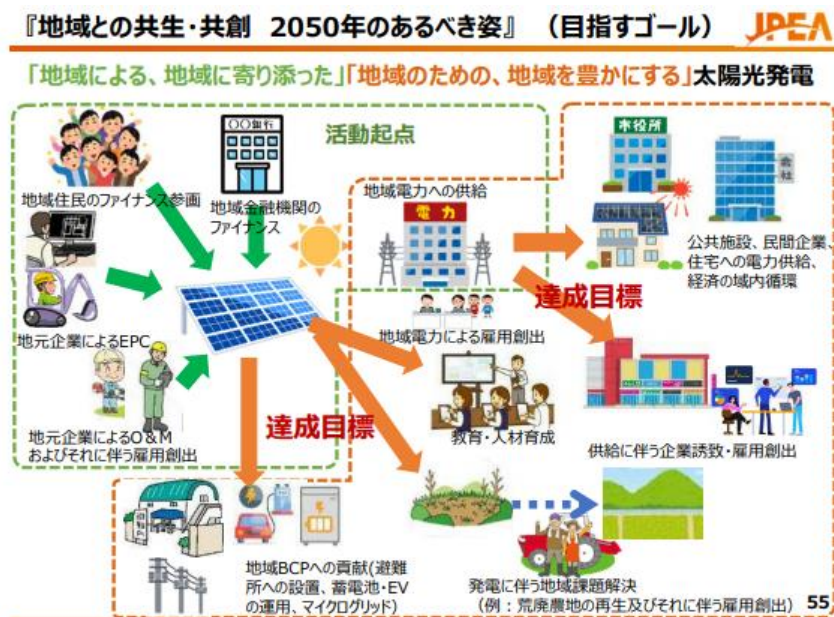 『地域との共生・共創 2050年のあるべき姿』 (目指すゴール)
JPEA
「地域による、地域に寄り添った」「地域のための、地域を豊かにする」太陽光発電
活動起点
〇〇銀行
市役所
会社
地域住民のファイナンス参画
地域金融機関の
ファイナンス
地域電力への供給
電力
公共施設、民間企業、
住宅への電力供給、
経済の域内循環
達成目標
地元企業によるEPC
地域電力による雇用創出
地元企業によるO&M
およびそれに伴う雇用創出
達成目標
教育・人材育成
供給に伴う企業誘致・雇用創出
地域BCPへの貢献(避難
所への設置、蓄電池・EV
の運用、マイクログリッド)
発電に伴う地域課題解決
(例：荒廃農地の再生及びそれに伴う雇用創出)
55